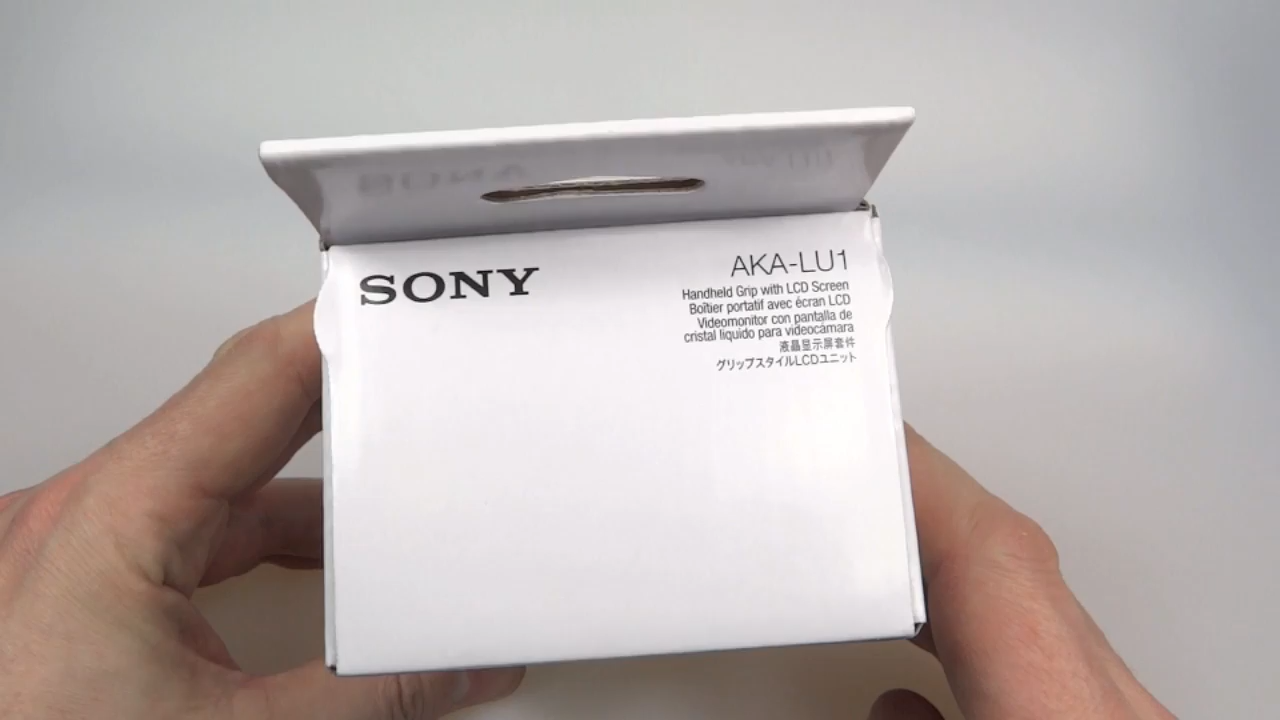 SONY
AKA-LU1
Handheld Grip with LCD Screen
Boîtier portatif avec écran LCD
Videomonitor con pantalla de
cristal líquido para videocámara
液晶显示屏套件
グリップスタイルLCDユニット